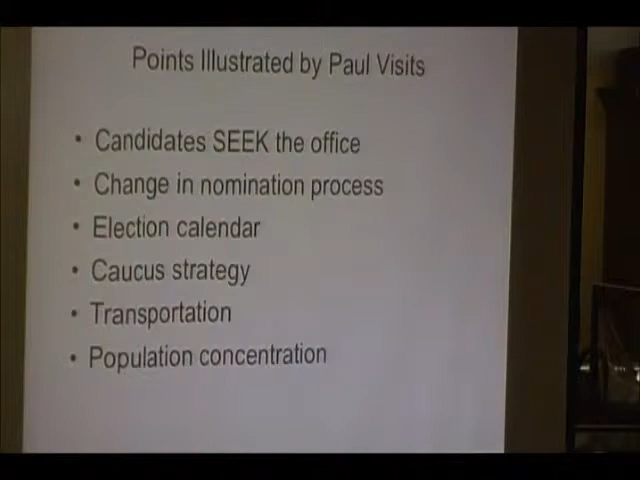 Points Illustrated by Paul Visits
• Candidates SEEK the office
• Change in nomination process
• Election calendar
• Caucus strategy
• Transportation
• Population concentration